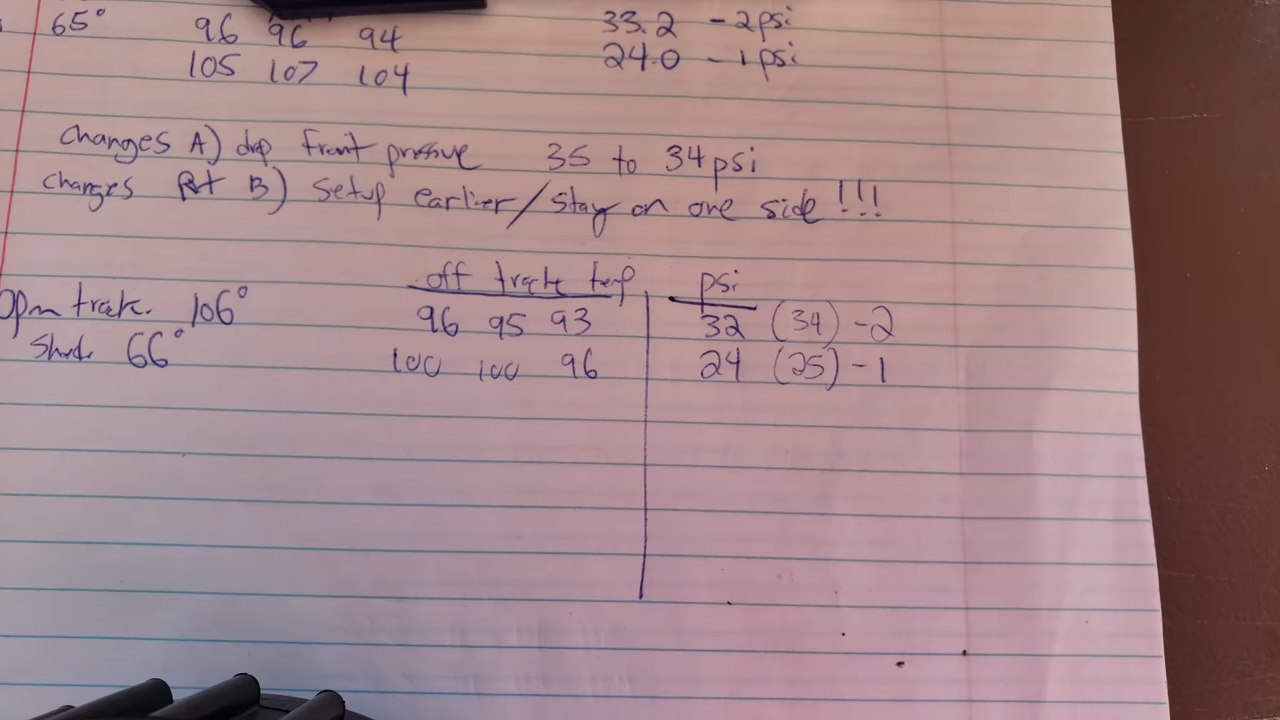 65° 96 96 94 33.2 - 2psi
105 107 104 24.0 - 1psi
Changes A) drop front pressure 35 to 34psi
Changes B) Setup earlier/stay on one side!!!
off track temp psi
0pm track. 106° 96 95 93 32 (34) -2
Shade 66° 100 100 96 24 (25) -1